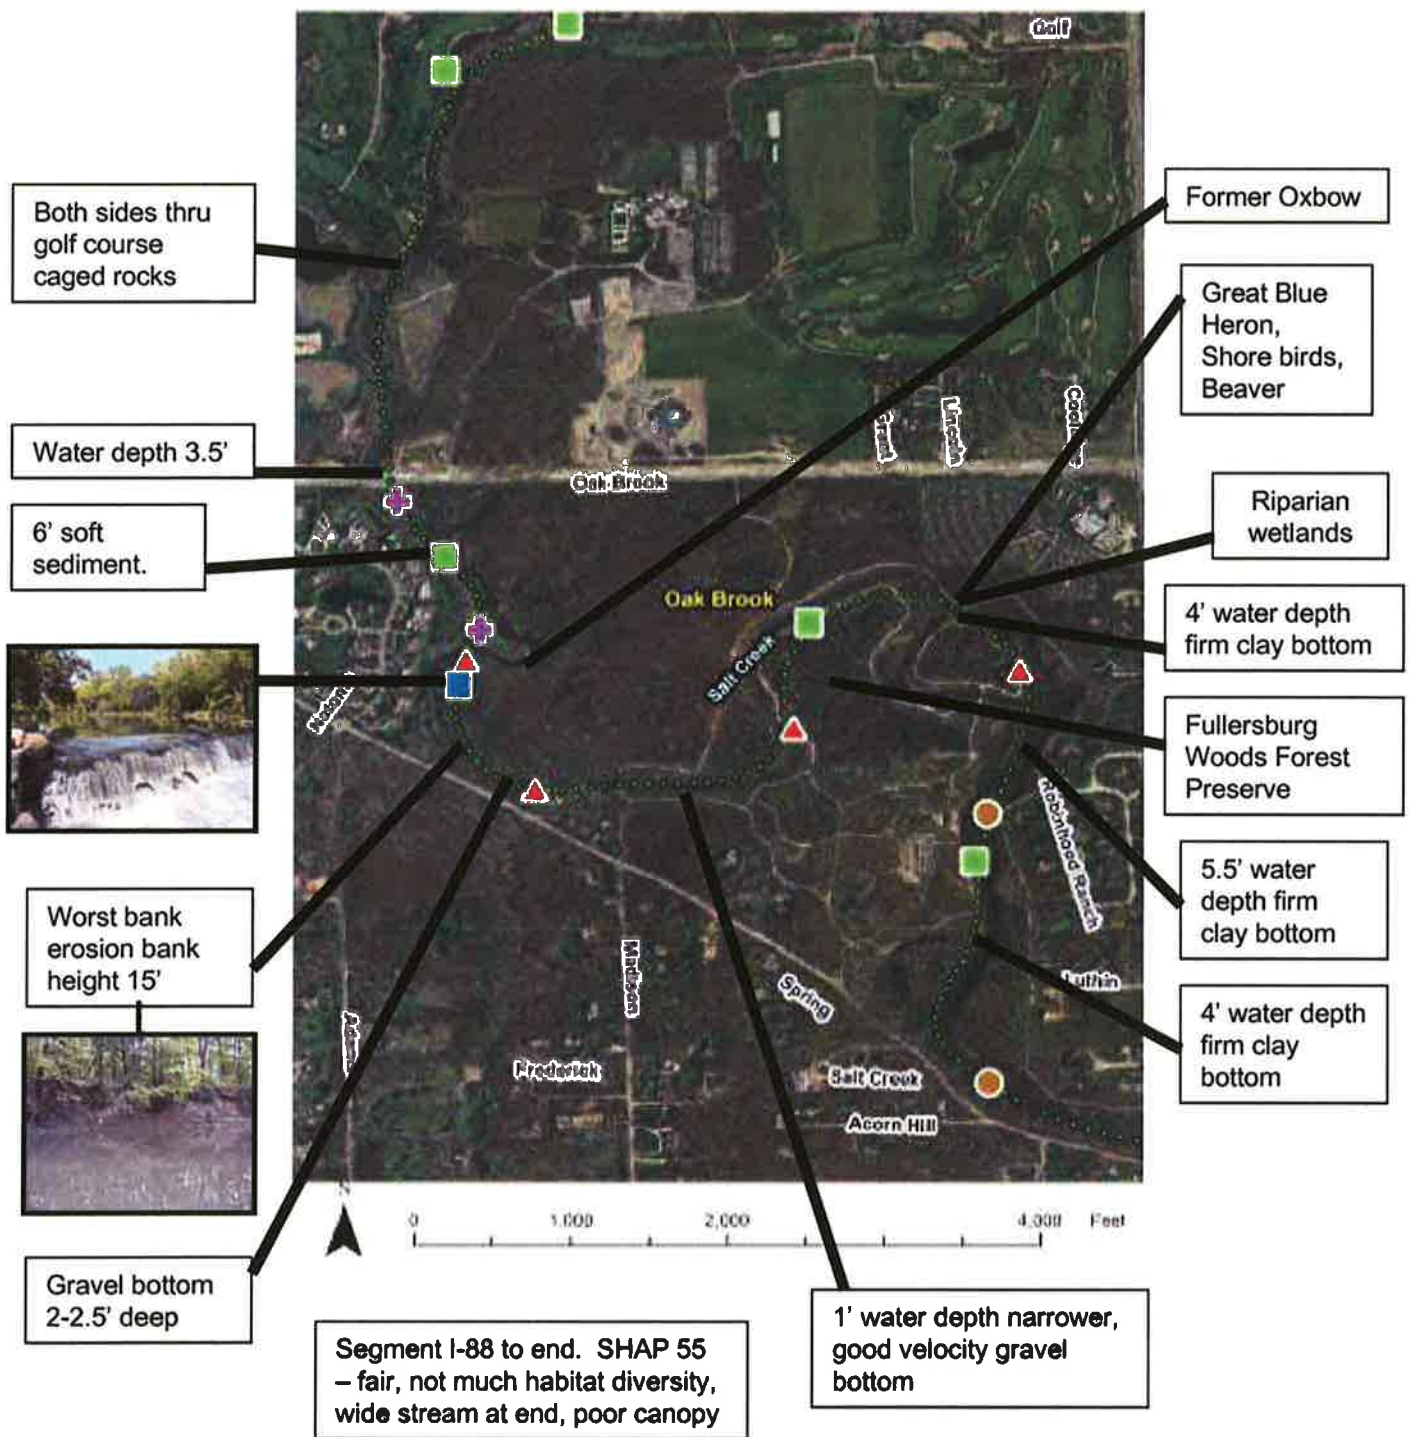 Golf
Both sides thru
golf course
caged rocks
Former Oxbow
Great Blue
Heron,
Shore birds,
Beaver
Lincoln
Water depth 3.5'
Oak Brook
Riparian
wetlands
6' soft
sediment.
Oak Brook
4' water depth
firm clay bottom
Salt Creek
Fullersburg
Woods Forest
Preserve
Robinhood Ranch
5.5' water
depth firm
clay bottom
Worst bank
erosion bank
height 15'
Madison
Spring
Luthin
4' water depth
firm clay
bottom
Adams
Frederick
Salt Creek
Acorn Hill
0 1,000 2,000 4,000 Feet
Gravel bottom
2-2.5' deep
1' water depth narrower,
good velocity gravel
bottom
Segment I-88 to end. SHAP 55
– fair, not much habitat diversity,
wide stream at end, poor canopy